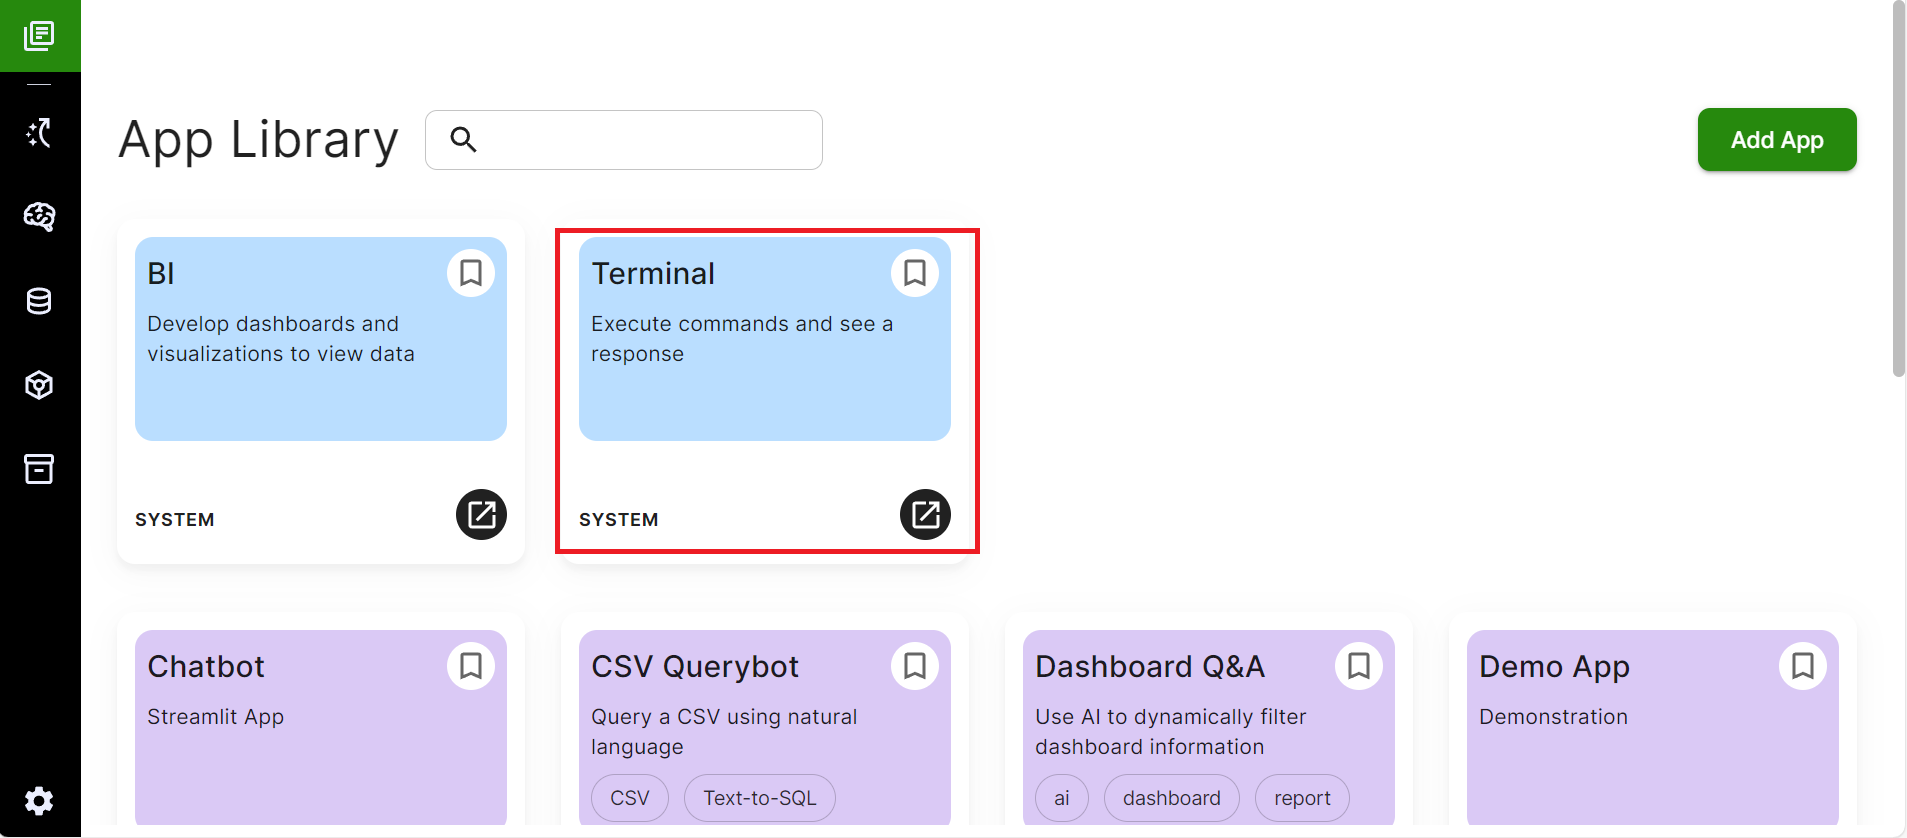 App Library
Add App
BI
Develop dashboards and
visualizations to view data
SYSTEM
Terminal
Execute commands and see a
response
SYSTEM
Chatbot
Streamlit App
CSV Querybot
Query a CSV using natural
language
CSV Text-to-SQL
Dashboard Q&A
Use AI to dynamically filter
dashboard information
ai dashboard report
Demo App
Demonstration